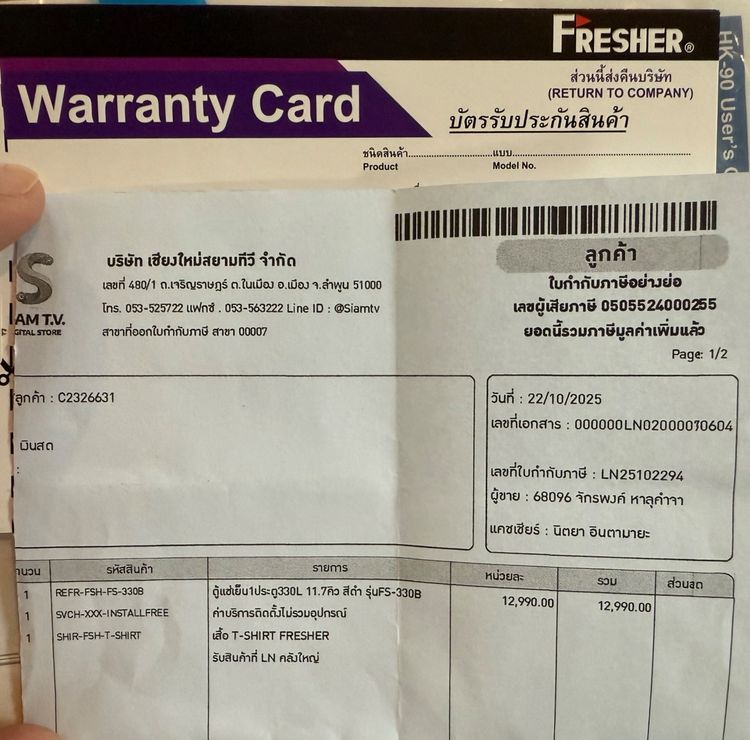 FRESHER®
ส่วนนี้ส่งคืนบริษัท
(RETURN TO COMPANY)
Warranty Card
บัตรรับประกันสินค้า
ชนิดสินค้า....................แบบ....................
Product Model No.
HK-90 User's
บริษัท เชียงใหม่สยามทีวี จำกัด
เลขที่ 480/1 ถ.เจริญราษฎร์ ต.ในเมือง อ.เมือง จ.ลำพูน 51000
โทร. 053-525722 แฟกซ์ . 053-563222 Line ID : @Siamtv
สาขาที่ออกใบกำกับภาษี สาขา 00007
S
AM T.V.
GITAL STORE
ลูกค้า
ใบกำกับภาษีอย่างย่อ
เลขผู้เสียภาษี 0505524000255
ยอดนี้รวมภาษีมูลค่าเพิ่มแล้ว
Page: 1/2
ลูกค้า : C2326631
เงินสด
:
วันที่ : 22/10/2025
เลขที่เอกสาร : 000000LN02000070604
เลขที่ใบกำกับภาษี : LN25102294
ผู้ขาย : 68096 จักรพงค์ หาลุคำจา
แคชเชียร์ : นิตยา อินตามายะ
านวน รหัสสินค้า รายการ หน่วยละ รวม ส่วนลด
1 REFR-FSH-FS-330B ตู้แช่เย็น1ประตู330L 11.7คิว สีดำ รุ่นFS-330B 12,990.00 12,990.00
1 SVCH-XXX-INSTALLFREE ค่าบริการติดตั้งไม่รวมอุปกรณ์
1 SHIR-FSH-T-SHIRT เสื้อ T-SHIRT FRESHER
รับสินค้าที่ LN คลังใหญ่